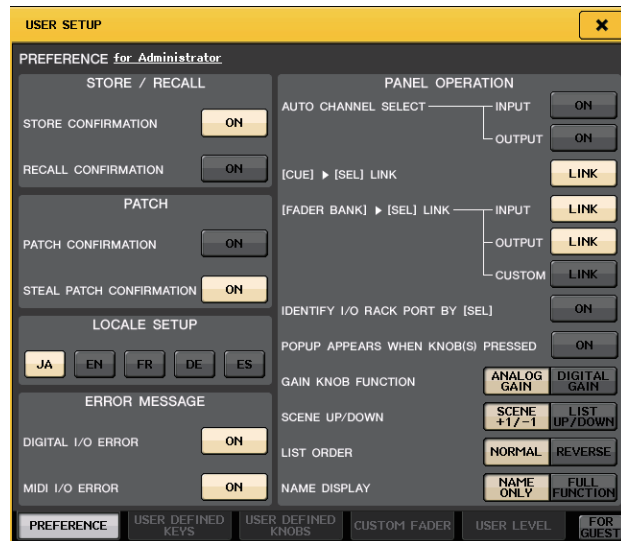 USER SETUP
PREFERENCE for Administrator
STORE / RECALL
STORE CONFIRMATION ON
RECALL CONFIRMATION ON
PATCH
PATCH CONFIRMATION ON
STEAL PATCH CONFIRMATION ON
LOCALE SETUP
JA EN FR DE ES
ERROR MESSAGE
DIGITAL I/O ERROR ON
MIDI I/O ERROR ON
PANEL OPERATION
AUTO CHANNEL SELECT INPUT ON
OUTPUT ON
[CUE] ▶ [SEL] LINK LINK
[FADER BANK] ▶ [SEL] LINK INPUT LINK
OUTPUT LINK
CUSTOM LINK
IDENTIFY I/O RACK PORT BY [SEL] ON
POPUP APPEARS WHEN KNOB(S) PRESSED ON
GAIN KNOB FUNCTION ANALOG GAIN DIGITAL GAIN
SCENE UP/DOWN SCENE +1/-1 LIST UP/DOWN
LIST ORDER NORMAL REVERSE
NAME DISPLAY NAME ONLY FULL FUNCTION
PREFERENCE USER DEFINED KEYS USER DEFINED KNOBS CUSTOM FADER USER LEVEL FOR GUEST